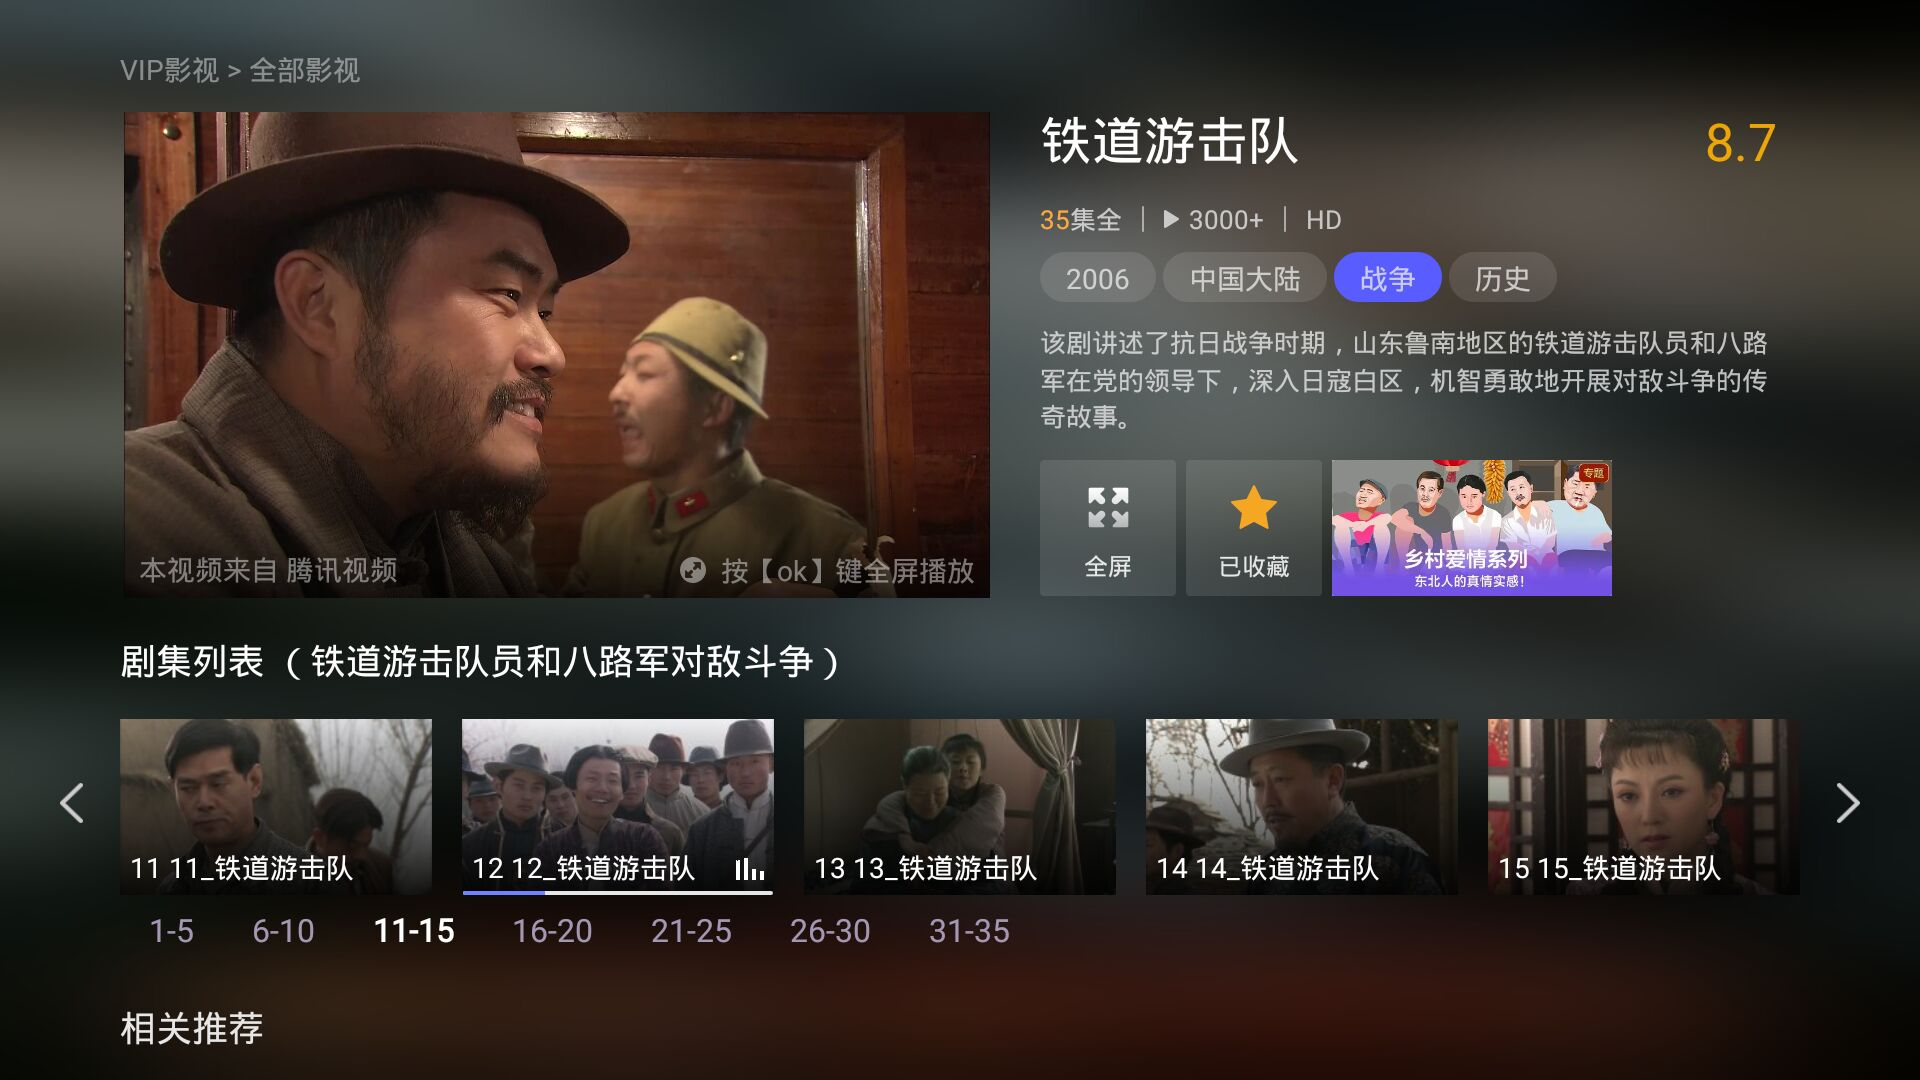 VIP影视 > 全部影视
铁道游击队
8.7
35集全
3000+
HD
2006
中国大陆
战争
历史
该剧讲述了抗日战争时期，山东鲁南地区的铁道游击队员和八路
军在党的领导下，深入日寇白区，机智勇敢地开展对敌斗争的传
奇故事。
本视频来自 腾讯视频
按【ok】键全屏播放
全屏
已收藏
专题
乡村爱情系列
东北人的真情实感!
剧集列表 （铁道游击队员和八路军对敌斗争）
11 11_铁道游击队
12 12_铁道游击队
13 13_铁道游击队
14 14_铁道游击队
15 15_铁道游击队
1-5
6-10
11-15
16-20
21-25
26-30
31-35
相关推荐